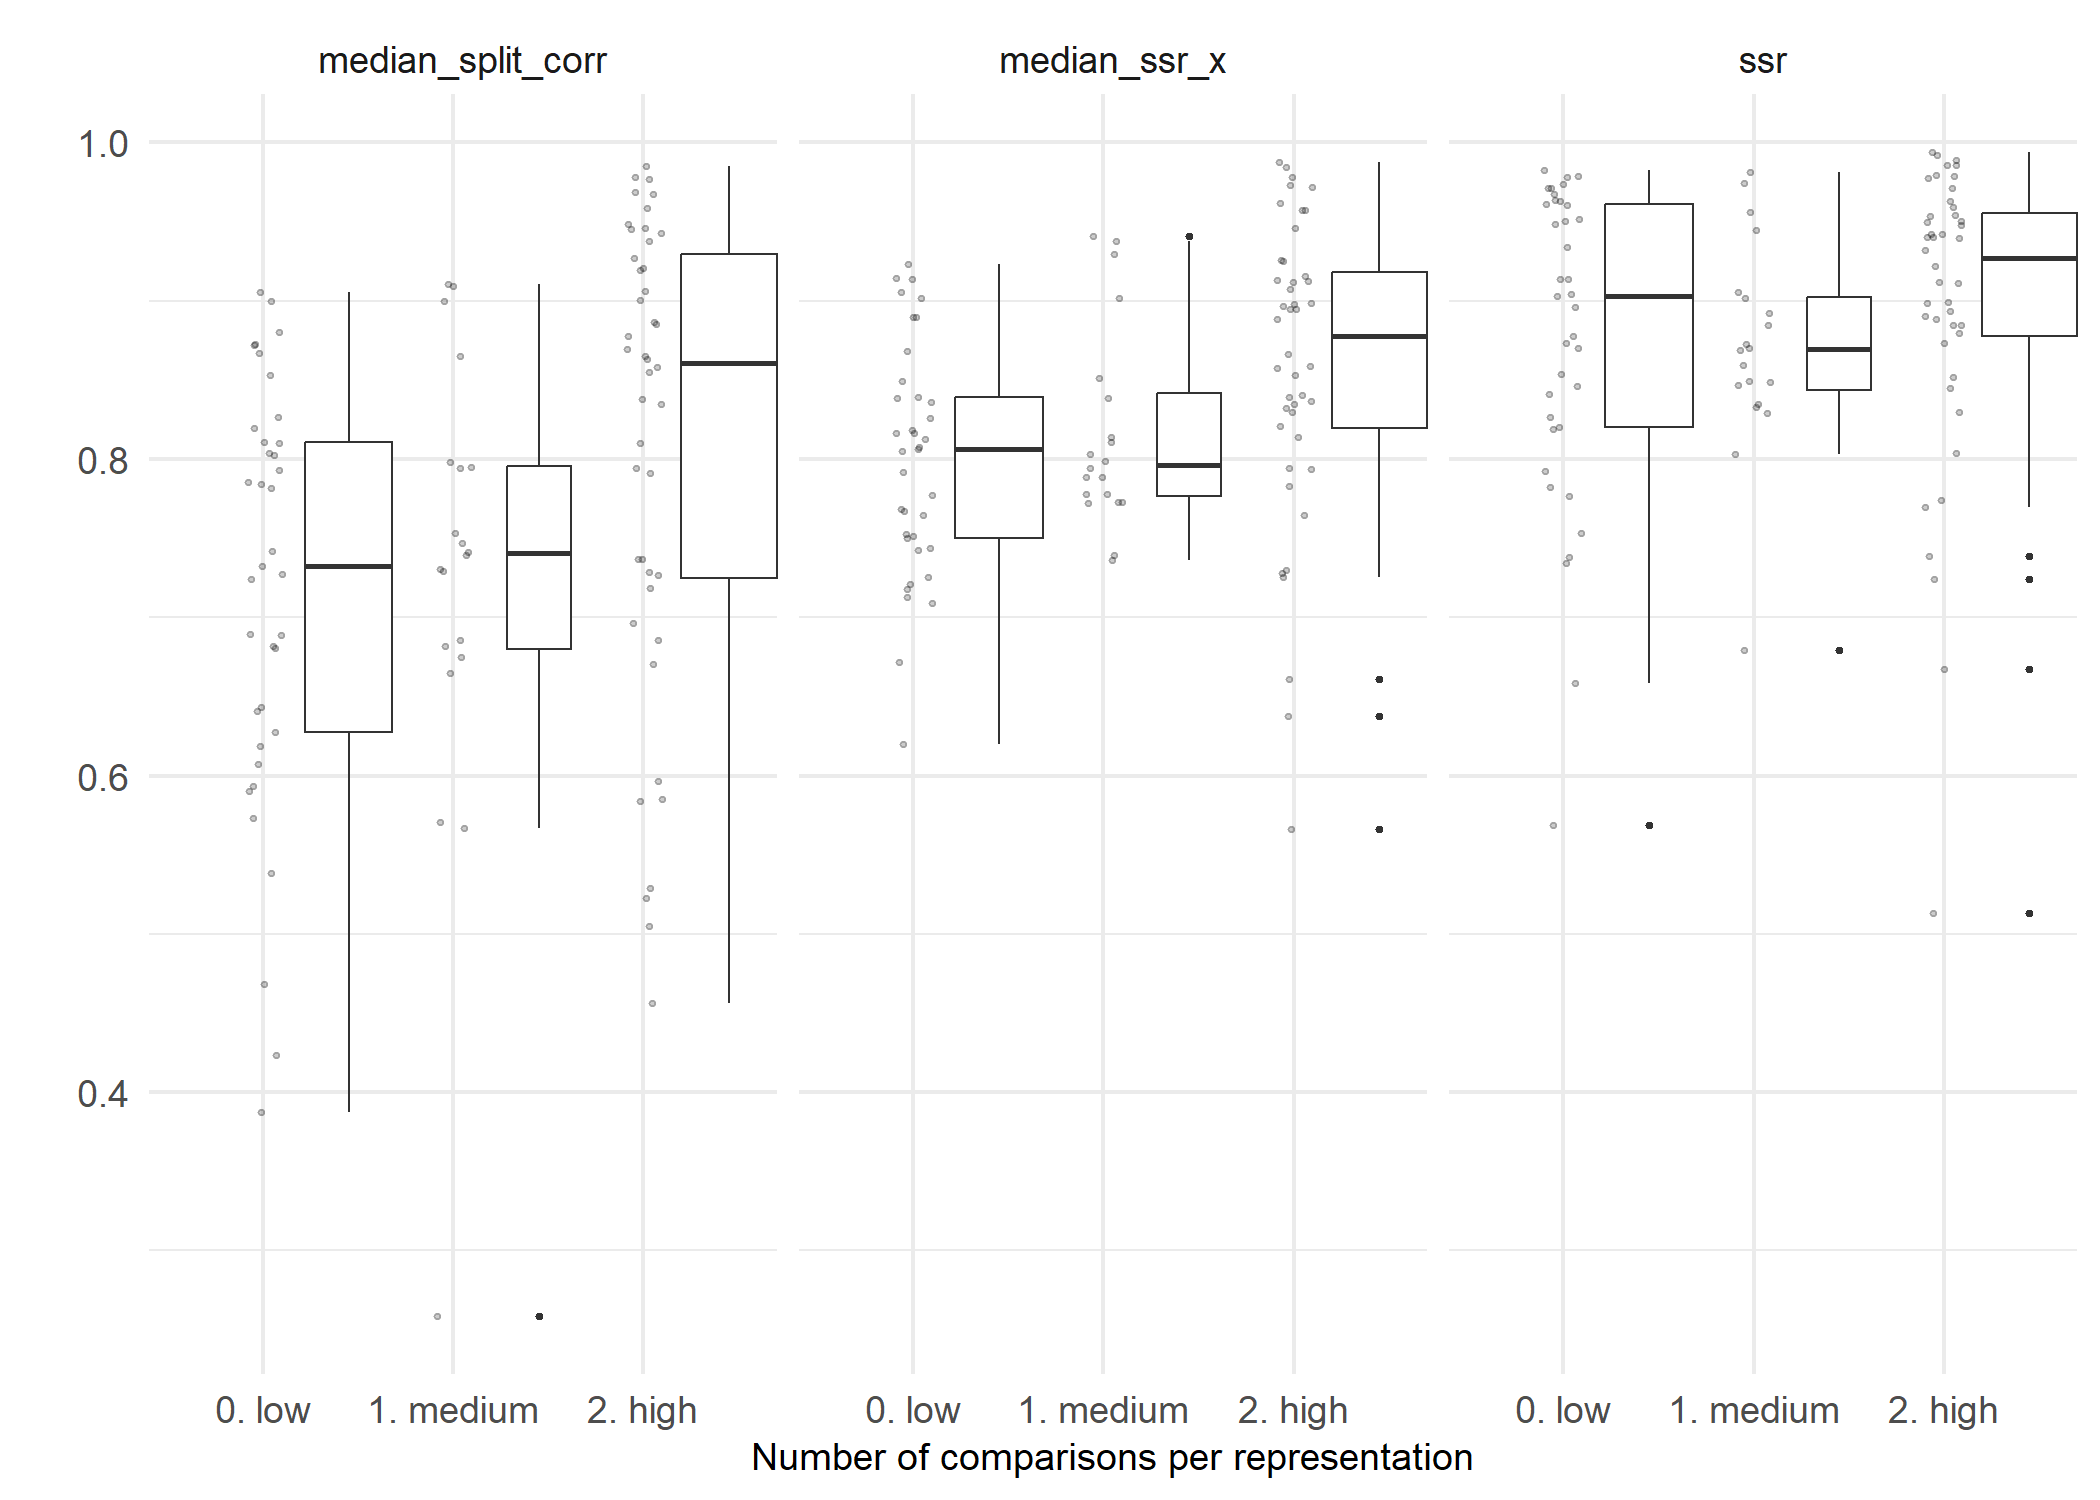 median_split_corr median_ssr_x ssr
1.0
0.8
0.6
0.4
0. low 1. medium 2. high 0. low 1. medium 2. high 0. low 1. medium 2. high
Number of comparisons per representation